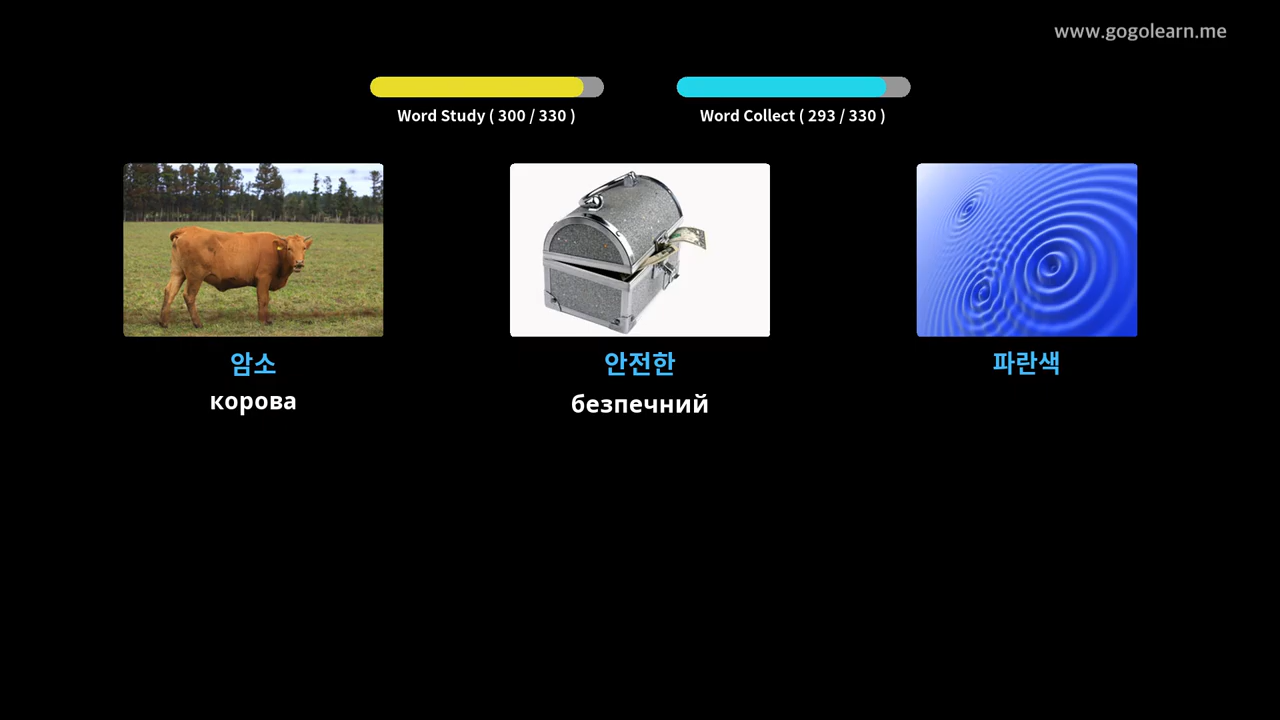 www.gogolearn.me
Word Study ( 300 / 330 )
Word Collect ( 293 / 330 )
암소
안전한
파란색
корова
безпечний